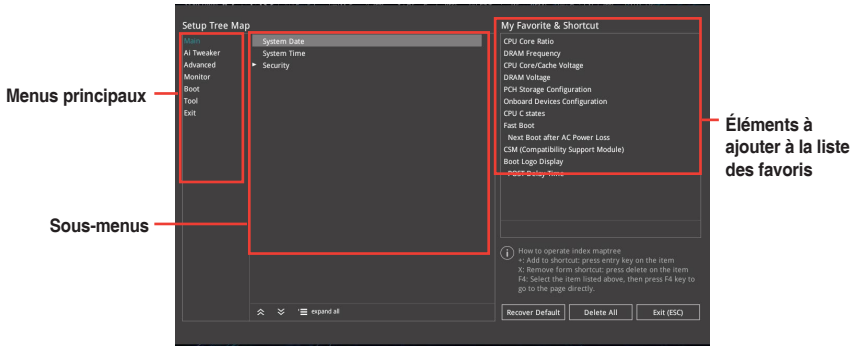 Setup Tree Map
Main
Ai Tweaker
Advanced
Monitor
Boot
Tool
Exit
System Date
System Time
Security
expand all
My Favorite & Shortcut
CPU Core Ratio
DRAM Frequency
CPU Core/Cache Voltage
DRAM Voltage
PCH Storage Configuration
Onboard Devices Configuration
CPU C states
Fast Boot
Next Boot after AC Power Loss
CSM (Compatibility Support Module)
Boot Logo Display
POST Delay Time
How to operate index maptree
+: Add to shortcut: press entry key on the item
X: Remove form shortcut: press delete on the item
F4: Select the item listed above, then press F4 key to
go to the page directly.
Recover Default
Delete All
Exit (ESC)
Menus principaux
Sous-menus
Éléments à
ajouter à la liste
des favoris